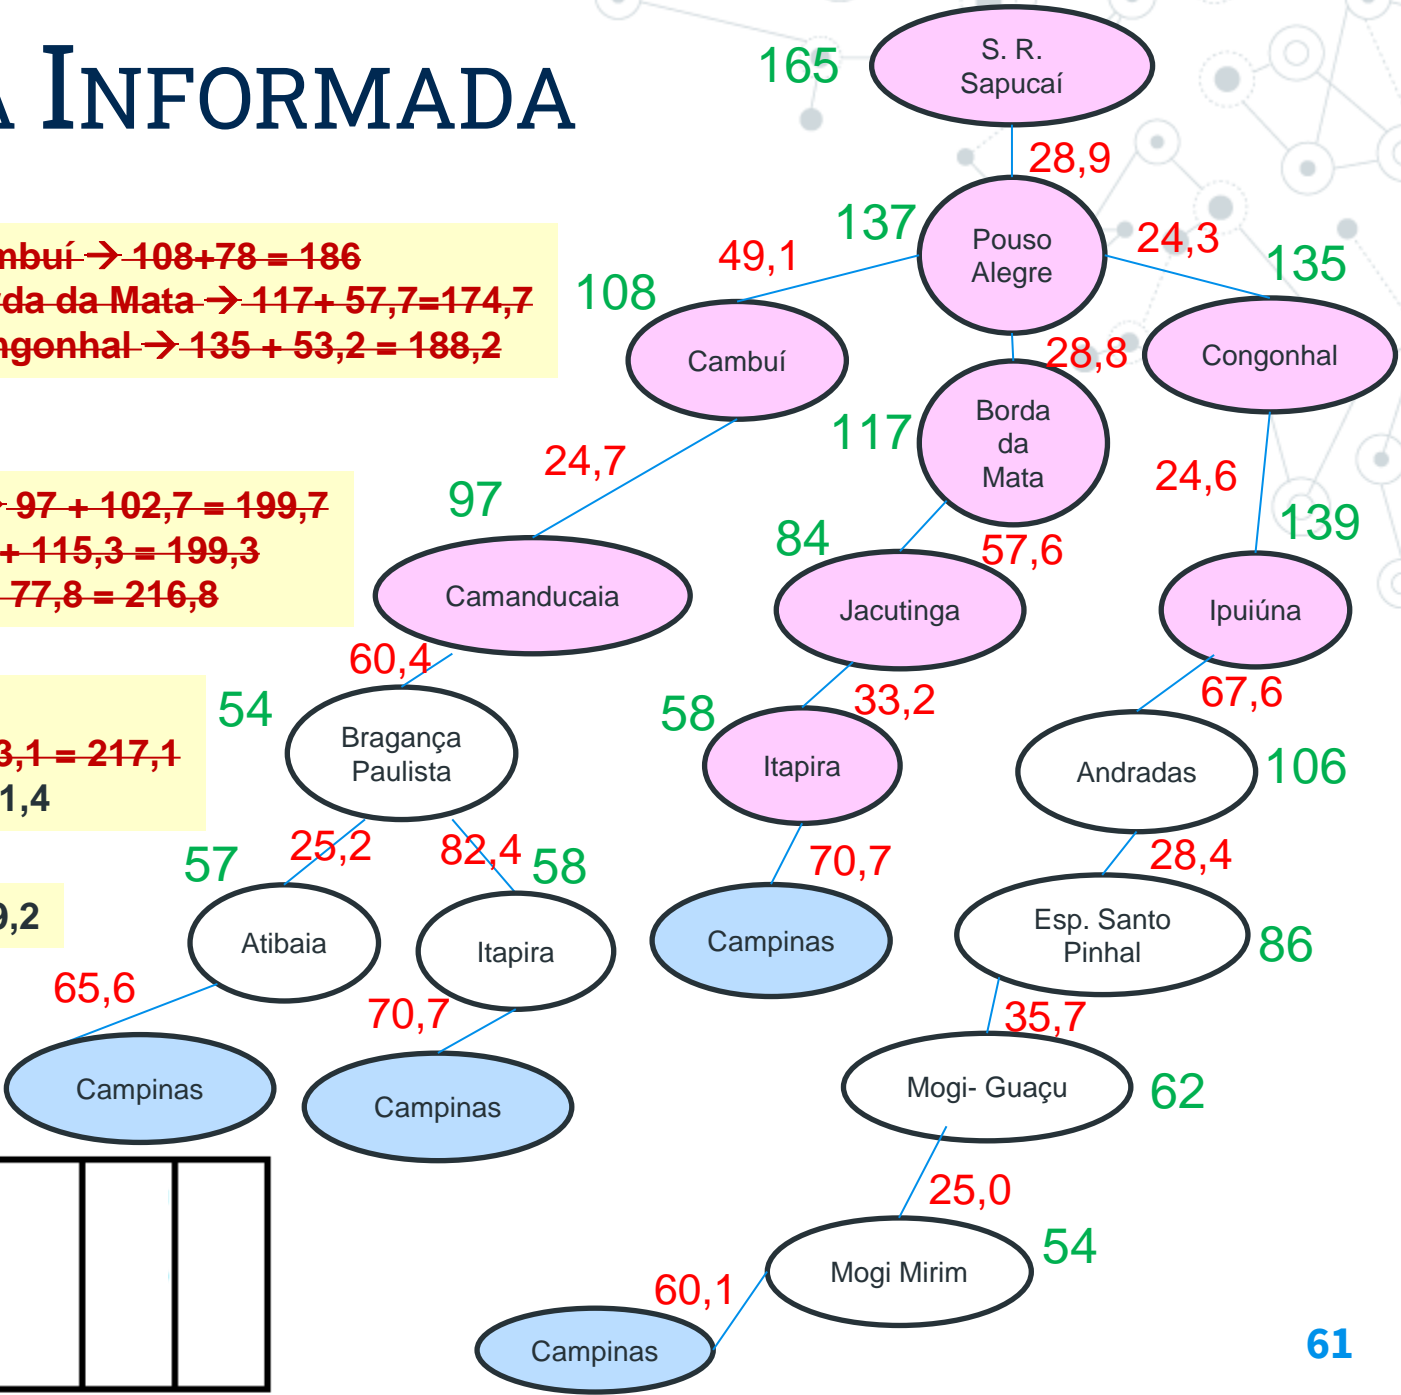 A INFORMADA
165
S. R.
Sapucaí
28,9
137
Pouso
Alegre
49,1
24,3
135
108
mbuí → 108+78 = 186
rda da Mata → 117+ 57,7=174,7
ngonhal → 135 + 53,2 = 188,2
Cambuí
28,8
Congonhal
117
Borda
da
Mata
24,7
24,6
97
97 + 102,7 = 199,7
+ 115,3 = 199,3
77,8 = 216,8
84
57,6
139
Camanducaia
Jacutinga
Ipuiúna
60,4
54
58
33,2
67,6
3,1 = 217,1
1,4
Bragança
Paulista
Itapira
Andradas
106
57
25,2
82,4
58
70,7
28,4
9,2
Atibaia
Itapira
Campinas
Esp. Santo
Pinhal
86
65,6
70,7
35,7
Campinas
Campinas
Mogi- Guaçu
62
25,0
Mogi Mirim
54
60,1
Campinas
61